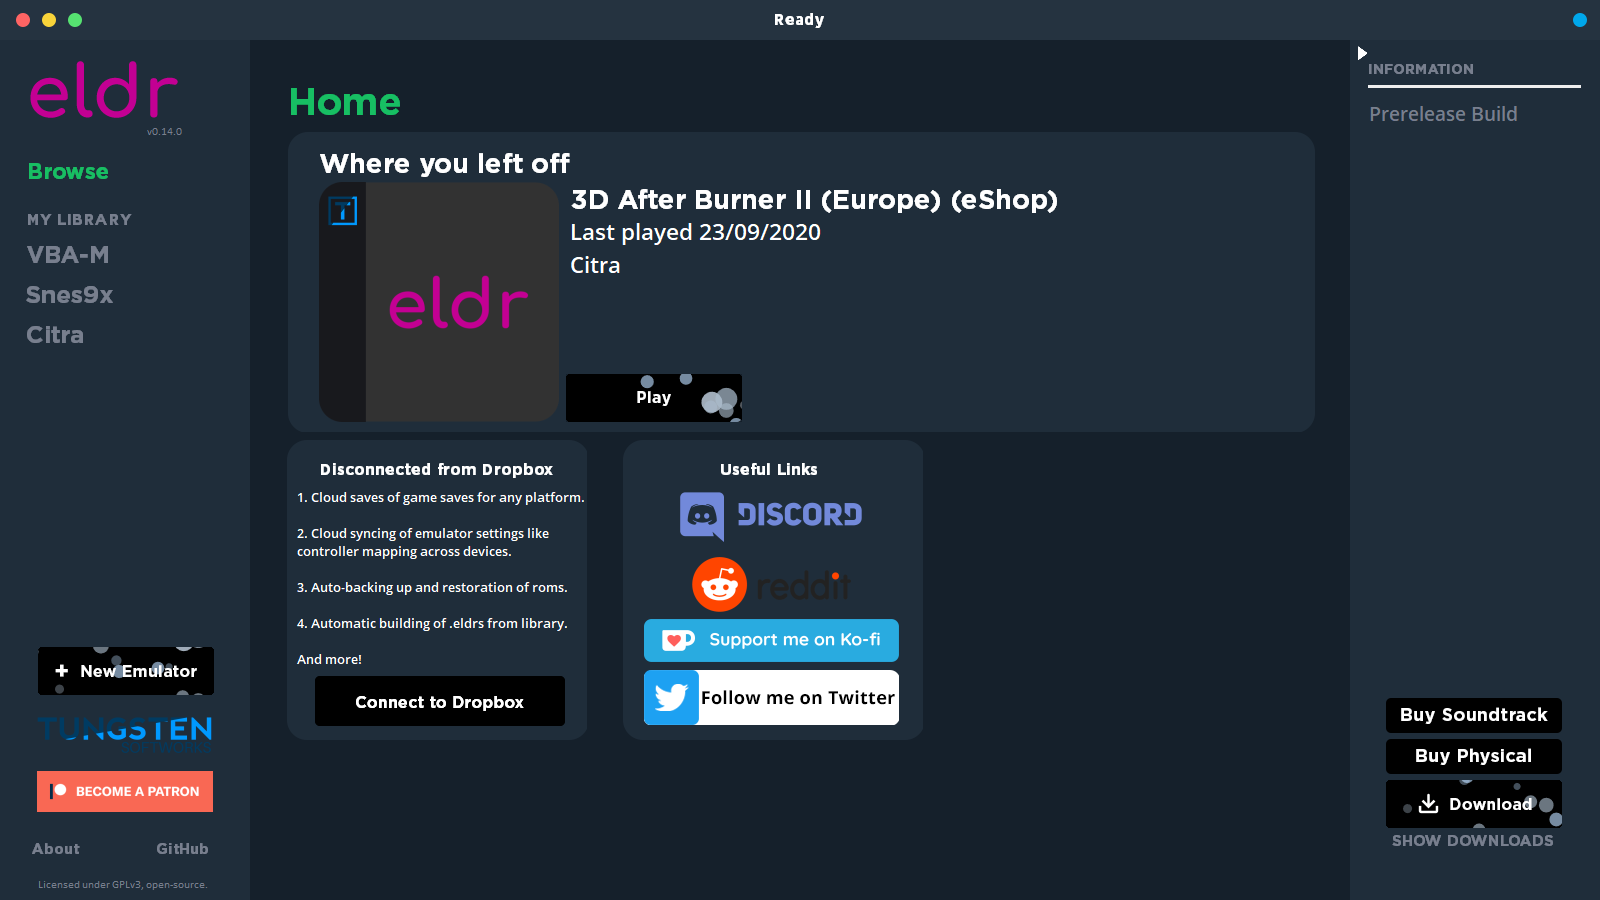 Ready
eldr
v0.14.0
Browse
MY LIBRARY
VBA-M
Snes9x
Citra
+ New Emulator
TUNGSTEN
BECOME A PATRON
About
GitHub
Licensed under GPLv3, open-source.
Home
Where you left off
T
eldr
3D After Burner II (Europe) (eShop)
Last played 23/09/2020
Citra
Play
Disconnected from Dropbox
1. Cloud saves of game saves for any platform.
2. Cloud syncing of emulator settings like
controller mapping across devices.
3. Auto-backing up and restoration of roms.
4. Automatic building of .eldrs from library.
And more!
Connect to Dropbox
Useful Links
DISCORD
reddit
Support me on Ko-fi
Follow me on Twitter
INFORMATION
Prerelease Build
Buy Soundtrack
Buy Physical
Download
SHOW DOWNLOADS